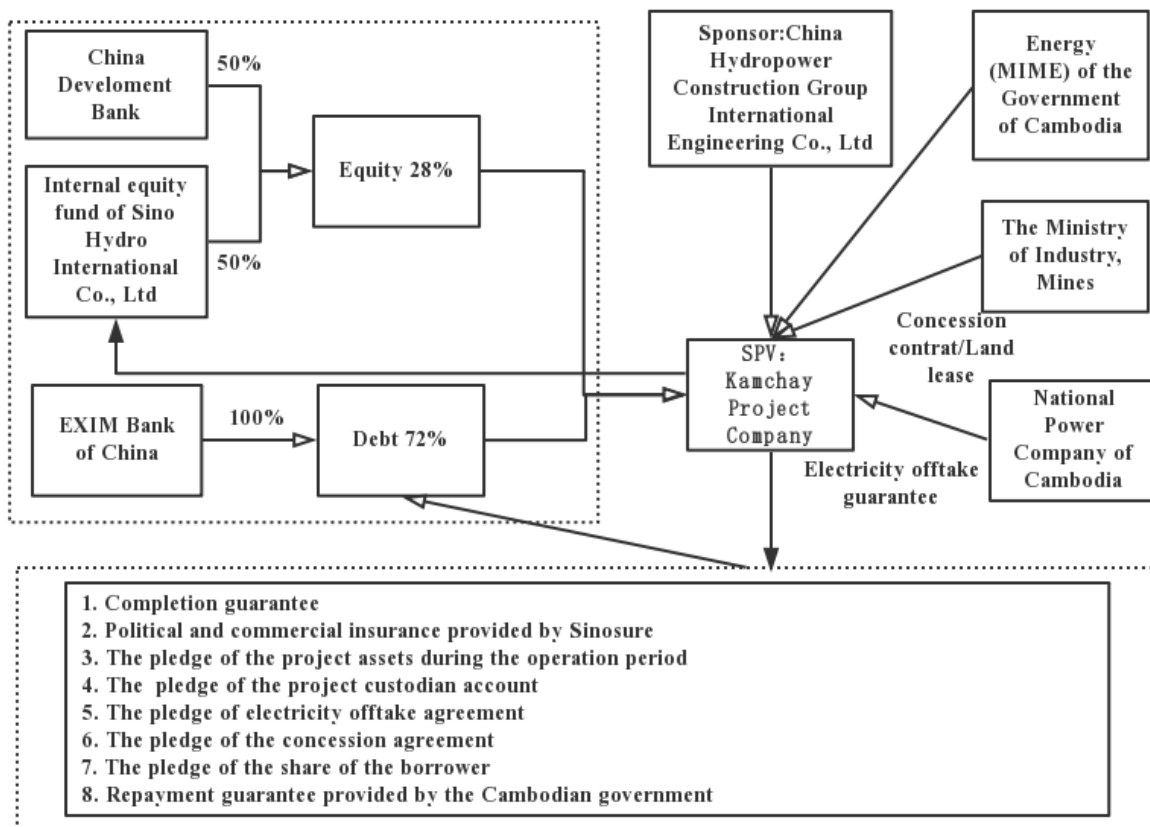 China
Develoment
Bank
50%
Internal equity
fund of Sino
Hydro
International
Co., Ltd
50%
Equity 28%
EXIM Bank
of China
100%
Debt 72%
Sponsor:China
Hydropower
Construction Group
International
Engineering Co., Ltd
Energy
(MIME) of the
Government
of Cambodia
The Ministry
of Industry,
Mines
Concession
contrat/Land
lease
SPV:
Kamchay
Project
Company
National
Power
Company of
Cambodia
Electricity offtake
guarantee
1. Completion guarantee
2. Political and commercial insurance provided by Sinosure
3. The pledge of the project assets during the operation period
4. The pledge of the project custodian account
5. The pledge of electricity offtake agreement
6. The pledge of the concession agreement
7. The pledge of the share of the borrower
8. Repayment guarantee provided by the Cambodian government